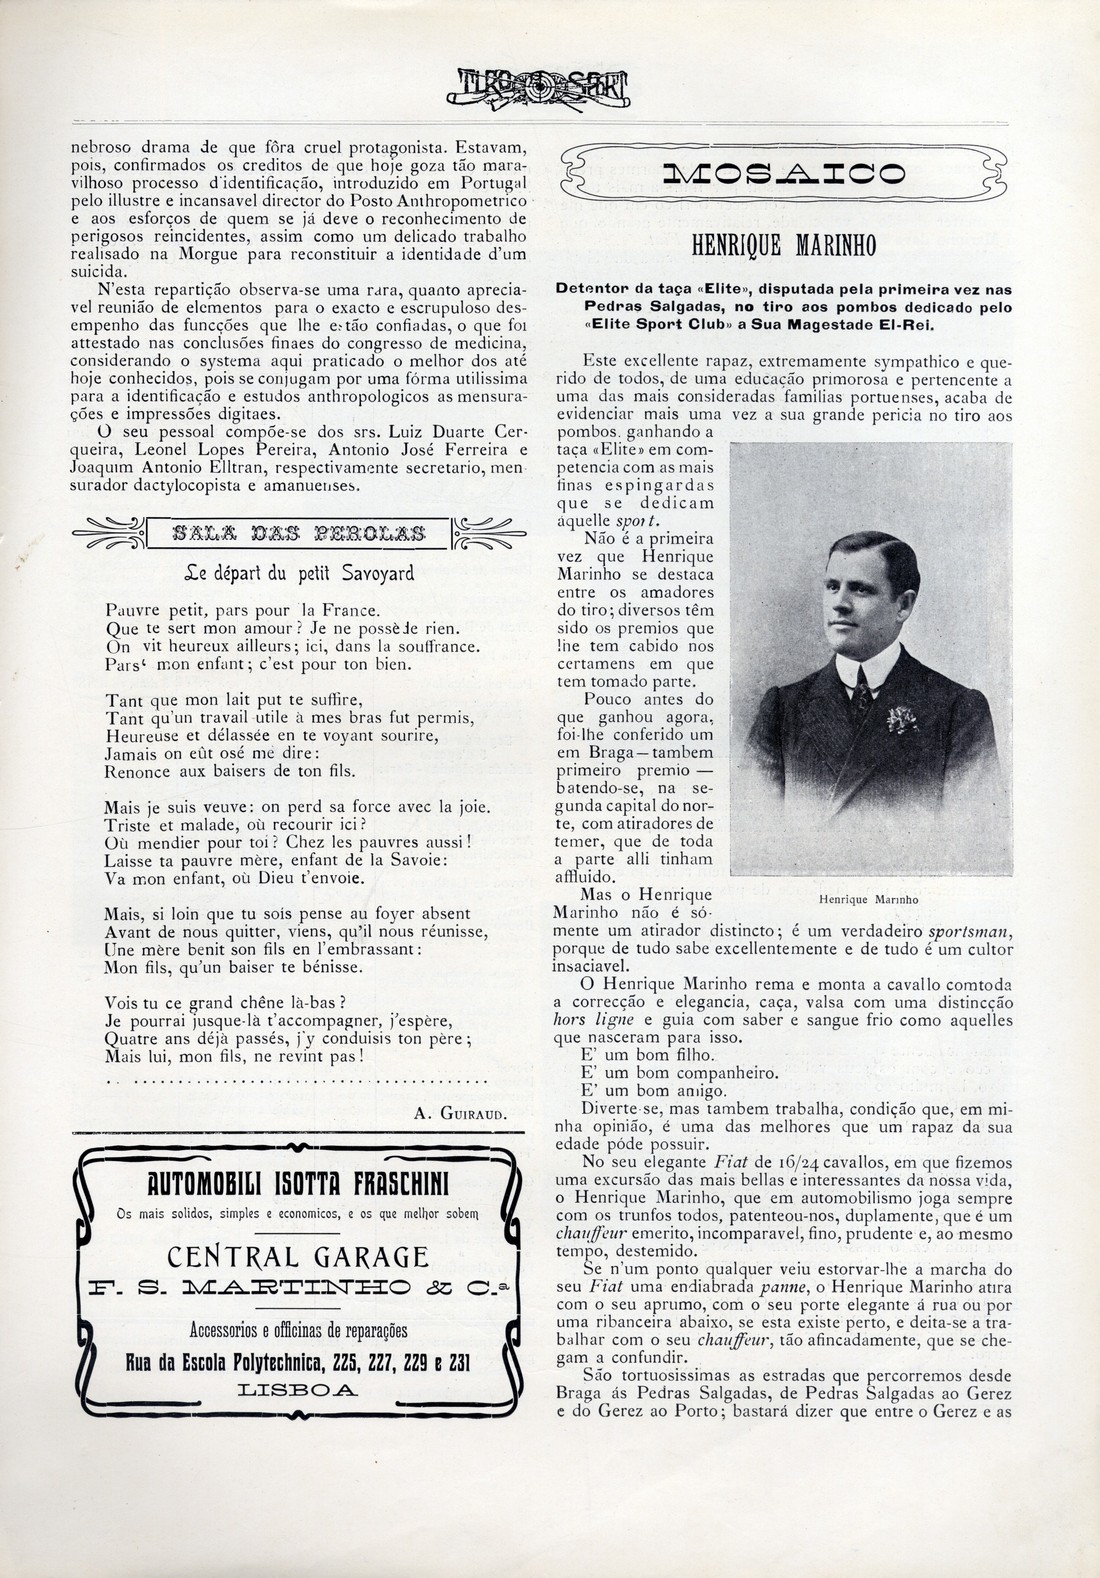 TIRO SPORT
nebroso drama de que fôra cruel protagonista. Estavam,
pois, confirmados os creditos de que hoje goza tão mara-
vilhoso processo d'identificação, introduzido em Portugal
pelo illustre e incansavel director do Posto Anthropometrico
e aos esforços de quem se já deve o reconhecimento de
perigosos reincidentes, assim como um delicado trabalho
realisado na Morgue para reconstituir a identidade d'um
suicida.
N'esta repartição observa-se uma rara, quanto aprecia-
vel reunião de elementos para o exacto e escrupuloso des-
empenho das funcções que lhe estão confiadas, o que foi
attestado nas conclusões finaes do congresso de medicina,
considerando o systema aqui praticado o melhor dos até
hoje conhecidos, pois se conjugam por uma fórma utilissima
para a identificação e estudos anthropologicos as mensura-
ções e impressões digitaes.
O seu pessoal compõe-se dos srs. Luiz Duarte Cer-
queira, Leonel Lopes Pereira, Antonio José Ferreira e
Joaquim Antonio Elltran, respectivamente secretario, men-
surador dactylocopista e amanuenses.
SALA DAS PEROLAS
Le départ du petit Savoyard
Pauvre petit, pars pour la France.
Que te sert mon amour? Je ne possède rien.
On vit heureux ailleurs; ici, dans la souffrance.
Pars mon enfant; c'est pour ton bien.
Tant que mon lait put te suffire,
Tant qu'un travail utile à mes bras fut permis,
Heureuse et délassée en te voyant sourire,
Jamais on eût osé me dire:
Renonce aux baisers de ton fils.
Mais je suis veuve: on perd sa force avec la joie.
Triste et malade, où recourir ici?
Où mendier pour toi? Chez les pauvres aussi!
Laisse ta pauvre mère, enfant de la Savoie:
Va mon enfant, où Dieu t'envoie.
Mais, si loin que tu sois pense au foyer absent
Avant de nous quitter, viens, qu'il nous réunisse,
Une mère benit son fils en l'embrassant:
Mon fils, qu'un baiser te bénisse.
Vois tu ce grand chêne là-bas?
Je pourrai jusque-là t'accompagner, j'espère,
Quatre ans déjà passés, j'y conduisis ton père;
Mais lui, mon fils, ne revint pas!
. . . . . . . . . . . . . . . . . . . . . . . . . . . . . . . . . . . . . . .
A. GUIRAUD.
AUTOMOBILI ISOTTA FRASCHINI
Os mais solidos, simples e economicos, e os que melhor sobem
CENTRAL GARAGE
F. S. MARTINHO & C.ª
Accessorios e officinas de reparações
Rua da Escola Polytechnica, 225, 227, 229 e 231
LISBOA
MOSAICO
HENRIQUE MARINHO
Detentor da taça «Elite», disputada pela primeira vez nas
Pedras Salgadas, no tiro aos pombos dedicado pelo
«Elite Sport Club» a Sua Magestade El-Rei.
Este excellente rapaz, extremamente sympathico e que-
rido de todos, de uma educação primorosa e pertencente a
uma das mais consideradas familias portuenses, acaba de
evidenciar mais uma vez a sua grande pericia no tiro aos
pombos, ganhando a
taça «Elite» em com-
petencia com as mais
finas espingardas
que se dedicam
áquelle sport.
Não é a primeira
vez que Henrique
Marinho se destaca
entre os amadores
do tiro; diversos têm
sido os premios que
lhe tem cabido nos
certamens em que
tem tomado parte.
Pouco antes do
que ganhou agora,
foi-lhe conferido um
em Braga—tambem
primeiro premio—
batendo-se, na se-
gunda capital do nor-
te, com atiradores de
temer, que de toda
a parte alli tinham
affluido.
Mas o Henrique
Marinho não é só-
mente um atirador distincto; é um verdadeiro sportsman,
porque de tudo sabe excellentemente e de tudo é um cultor
insaciavel.
O Henrique Marinho rema e monta a cavallo comtoda
a correcção e elegancia, caça, valsa com uma distincção
hors ligne e guia com saber e sangue frio como aquelles
que nasceram para isso.
E' um bom filho.
E' um bom companheiro.
E' um bom amigo.
Diverte-se, mas tambem trabalha, condição que, em mi-
nha opinião, é uma das melhores que um rapaz da sua
edade póde possuir.
No seu elegante Fiat de 16/24 cavallos, em que fizemos
uma excursão das mais bellas e interessantes da nossa vida,
o Henrique Marinho, que em automobilismo joga sempre
com os trunfos todos, patenteou-nos, duplamente, que é um
chauffeur emerito, incomparavel, fino, prudente e, ao mesmo
tempo, destemido.
Se n'um ponto qualquer veiu estorvar-lhe a marcha do
seu Fiat uma endiabrada panne, o Henrique Marinho atira
com o seu aprumo, com o seu porte elegante á rua ou por
uma ribanceira abaixo, se esta existe perto, e deita-se a tra-
balhar com o seu chauffeur, tão afincadamente, que se che-
gam a confundir.
São tortuosissimas as estradas que percorremos desde
Braga ás Pedras Salgadas, de Pedras Salgadas ao Gerez
e do Gerez ao Porto; bastará dizer que entre o Gerez e as
Henrique Marinho